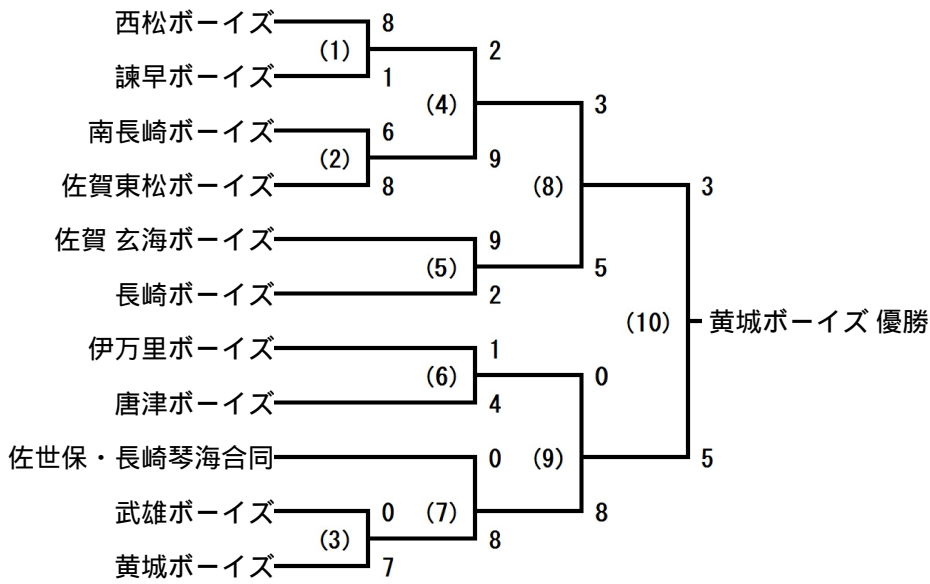 西松ボーイズ 8
(1) 2
諫早ボーイズ 1
(4) 3
南長崎ボーイズ 6
(2) 9
佐賀東松ボーイズ 8
(8) 3
佐賀 玄海ボーイズ 9
(5) 5
長崎ボーイズ 2
(10) 黄城ボーイズ 優勝
伊万里ボーイズ 1
(6) 0
唐津ボーイズ 4
佐世保・長崎琴海合同 0 (9) 5
武雄ボーイズ 0 (7) 8
(3) 8
黄城ボーイズ 7